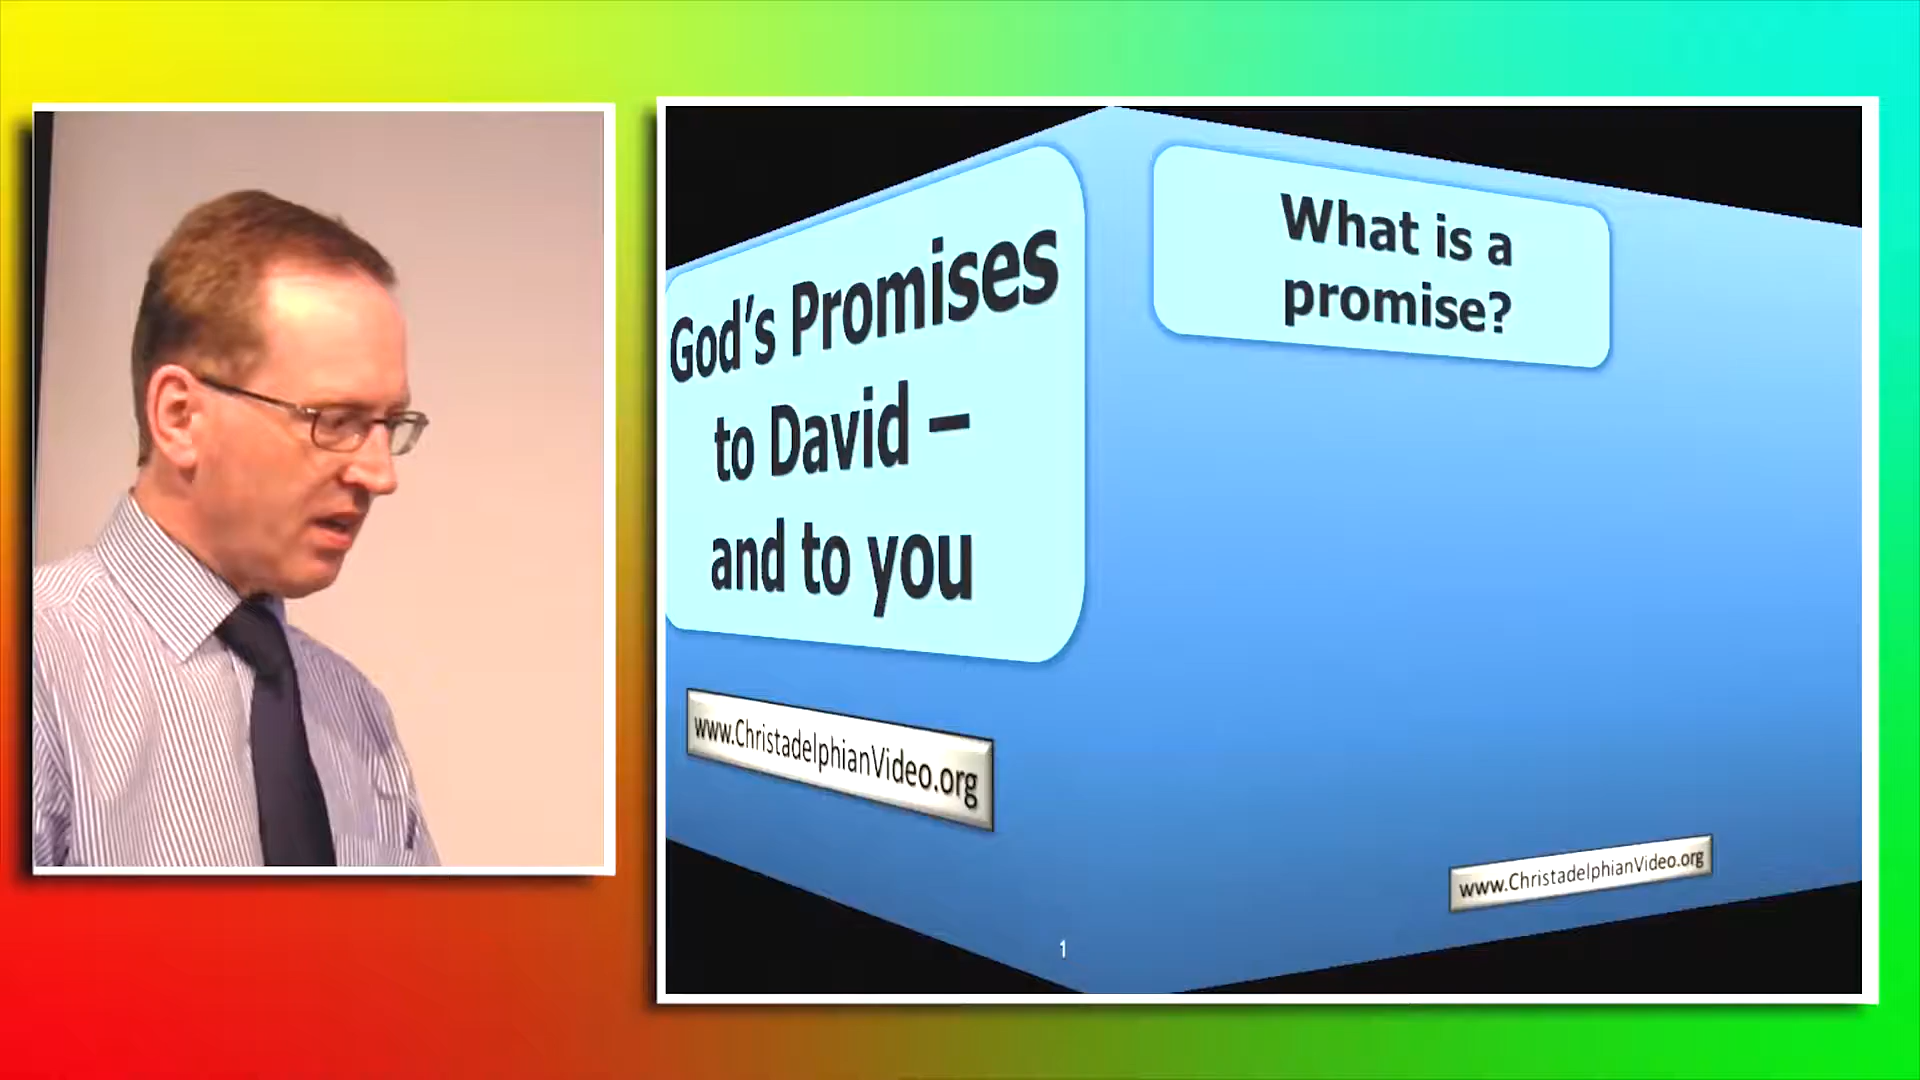 God's Promises
to David –
and to you
www.ChristadelphianVideo.org
1
What is a
promise?
www.ChristadelphianVideo.org